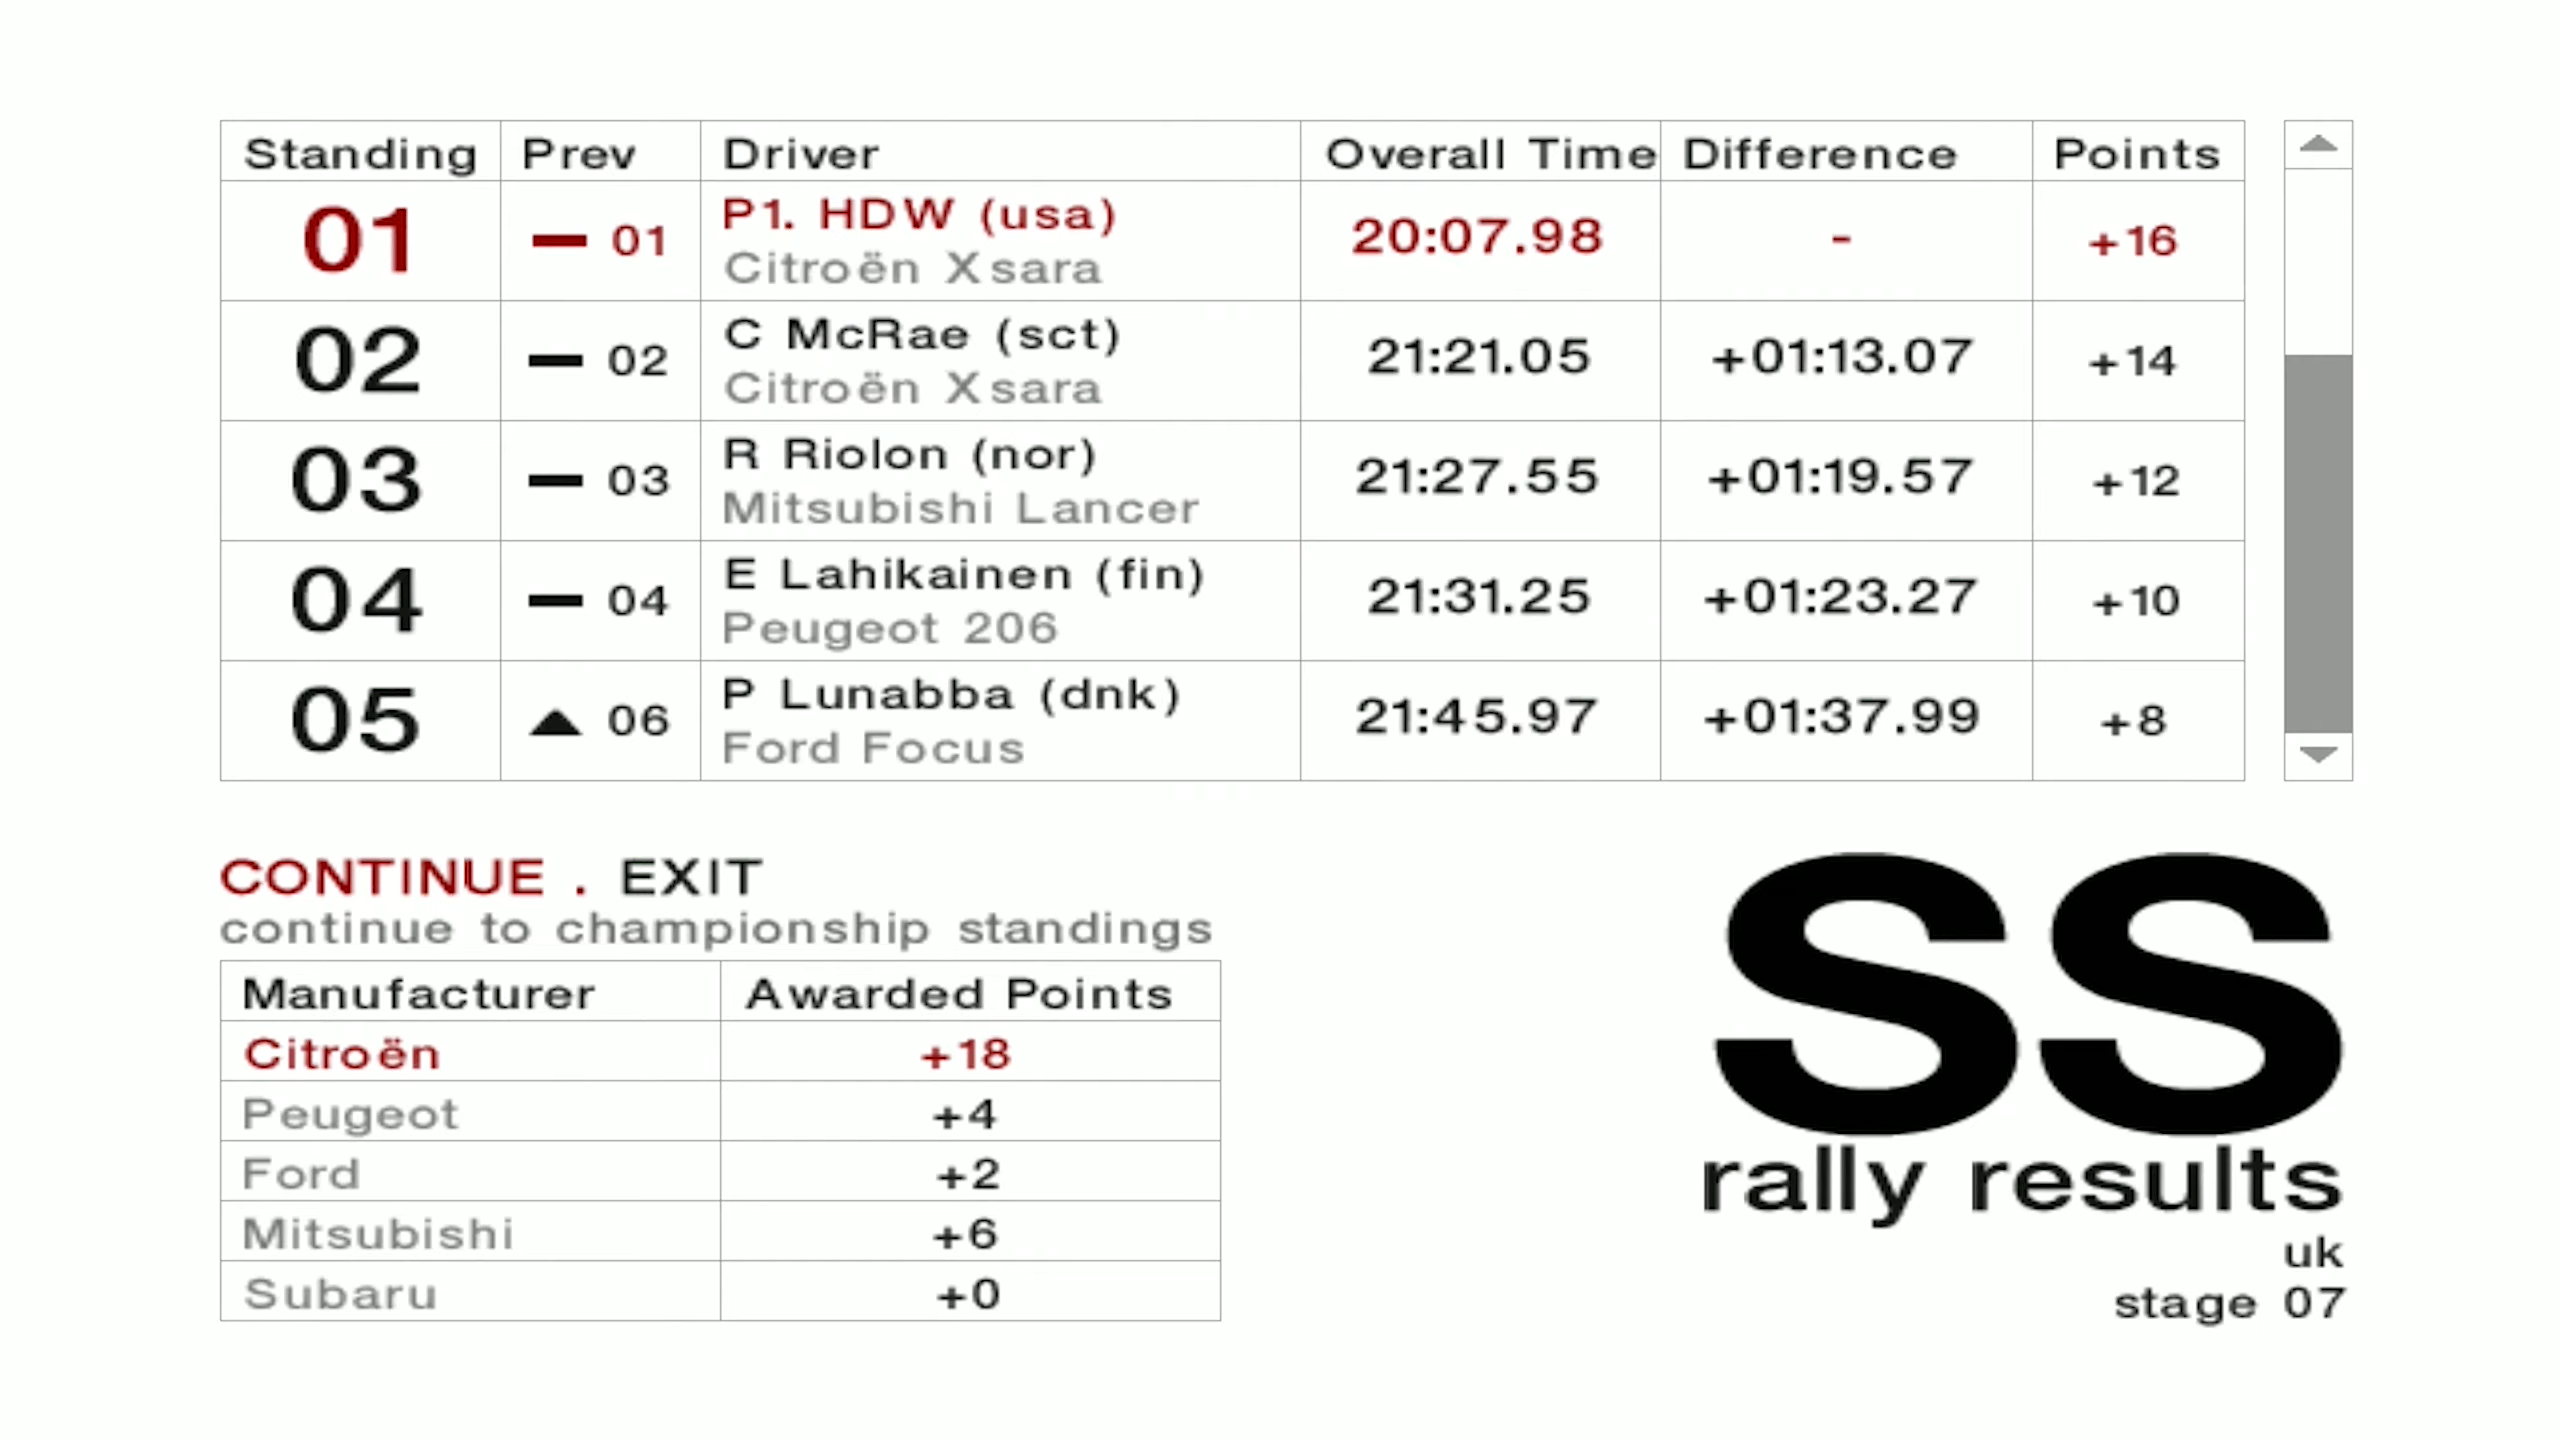 Standing Prev Driver Overall Time Difference Points
01 01 P1. HDW (usa) 20:07.98 - +16
Citroën Xsara
02 02 C McRae (sct) 21:21.05 +01:13.07 +14
Citroën Xsara
03 03 R Riolon (nor) 21:27.55 +01:19.57 +12
Mitsubishi Lancer
04 04 E Lahikainen (fin) 21:31.25 +01:23.27 +10
Peugeot 206
05 06 P Lunabba (dnk) 21:45.97 +01:37.99 +8
Ford Focus
CONTINUE . EXIT
continue to championship standings
Manufacturer Awarded Points
Citroën +18
Peugeot +4
Ford +2
Mitsubishi +6
Subaru +0
SS
rally results
uk
stage 07